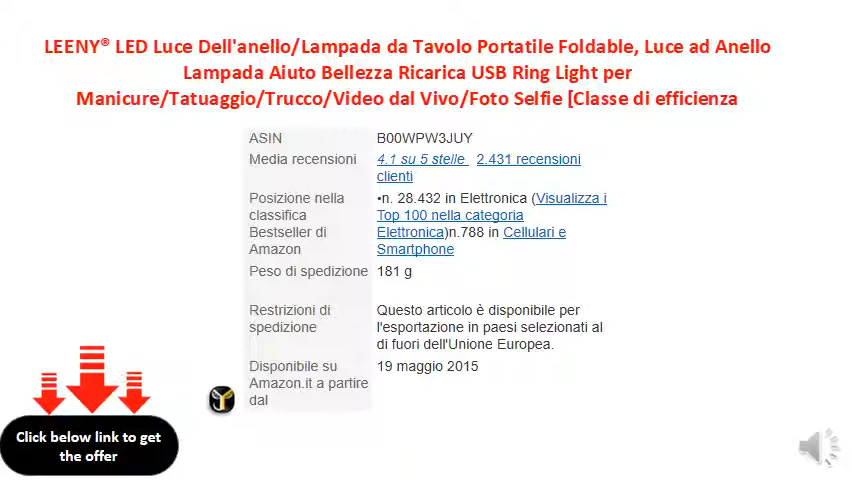 LEENY® LED Luce Dell'anello/Lampada da Tavolo Portatile Foldable, Luce ad Anello
Lampada Aiuto Bellezza Ricarica USB Ring Light per
Manicure/Tatuaggio/Trucco/Video dal Vivo/Foto Selfie [Classe di efficienza
ASIN B00WPW3JUY
Media recensioni 4.1 su 5 stelle 2.431 recensioni
clienti
Posizione nella •n. 28.432 in Elettronica (Visualizza i
classifica Top 100 nella categoria
Bestseller di Elettronica)n.788 in Cellulari e
Amazon Smartphone
Peso di spedizione 181 g
Restrizioni di Questo articolo è disponibile per
spedizione l'esportazione in paesi selezionati al
di fuori dell'Unione Europea.
Disponibile su 19 maggio 2015
Amazon.it a partire
dal
Click below link to get
the offer